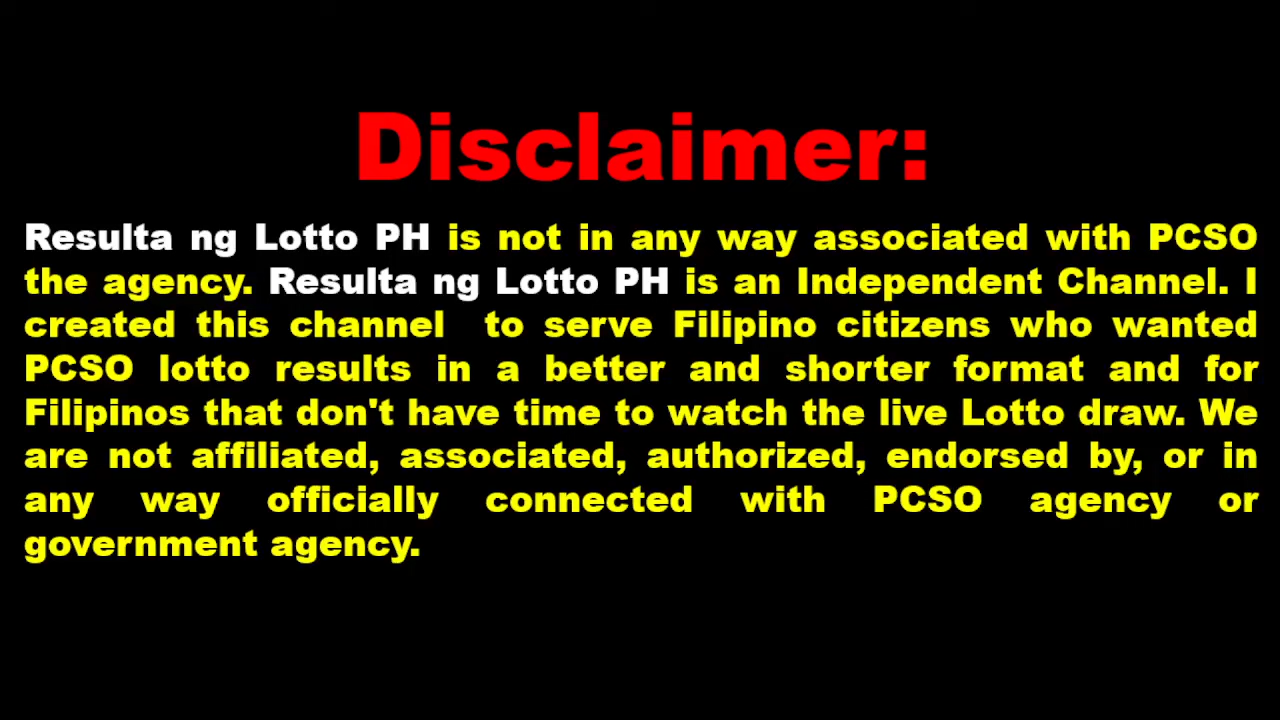 Disclaimer:
Resulta ng Lotto PH is not in any way associated with PCSO
the agency. Resulta ng Lotto PH is an Independent Channel. I
created this channel  to serve Filipino citizens who wanted
PCSO lotto results in a better and shorter format and for
Filipinos that don't have time to watch the live Lotto draw. We
are not affiliated, associated, authorized, endorsed by, or in
any way officially connected with PCSO agency or
government agency.